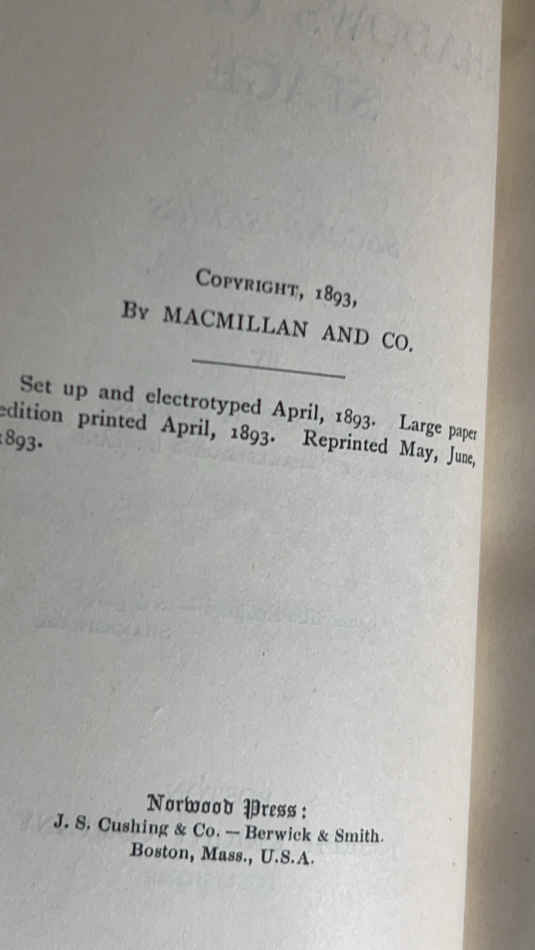 COPYRIGHT, 1893,
BY MACMILLAN AND CO.
Set up and electrotyped April, 1893. Large paper
edition printed April, 1893. Reprinted May, June,
1893.
Norwood Press:
J. S. Cushing & Co. — Berwick & Smith.
Boston, Mass., U.S.A.